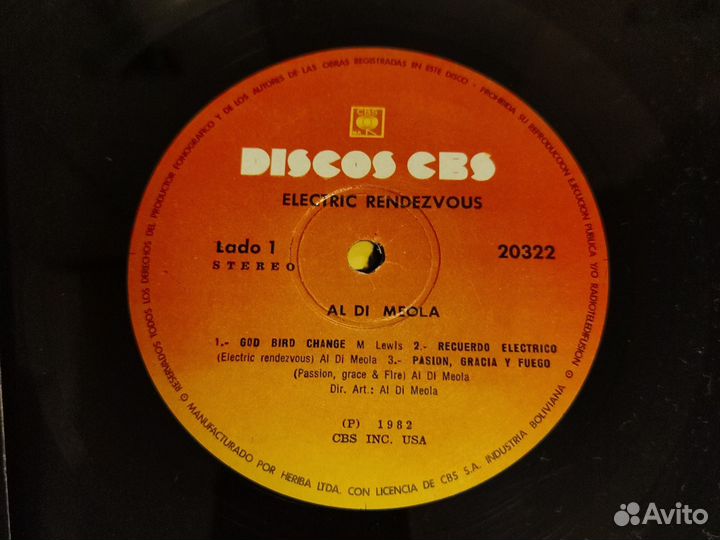 CBS
DISCOS CBS
ELECTRIC RENDEZVOUS
Lado 1
STEREO
20322
AL DI MEOLA
1.- GOD BIRD CHANGE M Lewis 2.- RECUERDO ELECTRICO
(Electric rendezvous) Al Di Meola 3.- PASION, GRACIA Y FUEGO
(Passion, grace & Fire) Al Di Meola
Dir. Art.: Al Di Meola
(P) 1982
CBS INC. USA
RESERVADOS TODOS LOS DERECHOS DEL PRODUCTOR FONOGRAFICO Y DE LOS AUTORES DE LAS OBRAS REGISTRADAS EN ESTE DISCO - PROHIBIDA SU REPRODUCCION EJECUCION PUBLICA Y/O RADIOTELEDIFUSION
MANUFACTURADO POR HERIBA LTDA. CON LICENCIA DE CBS S.A. INDUSTRIA BOLIVIANA
Avito